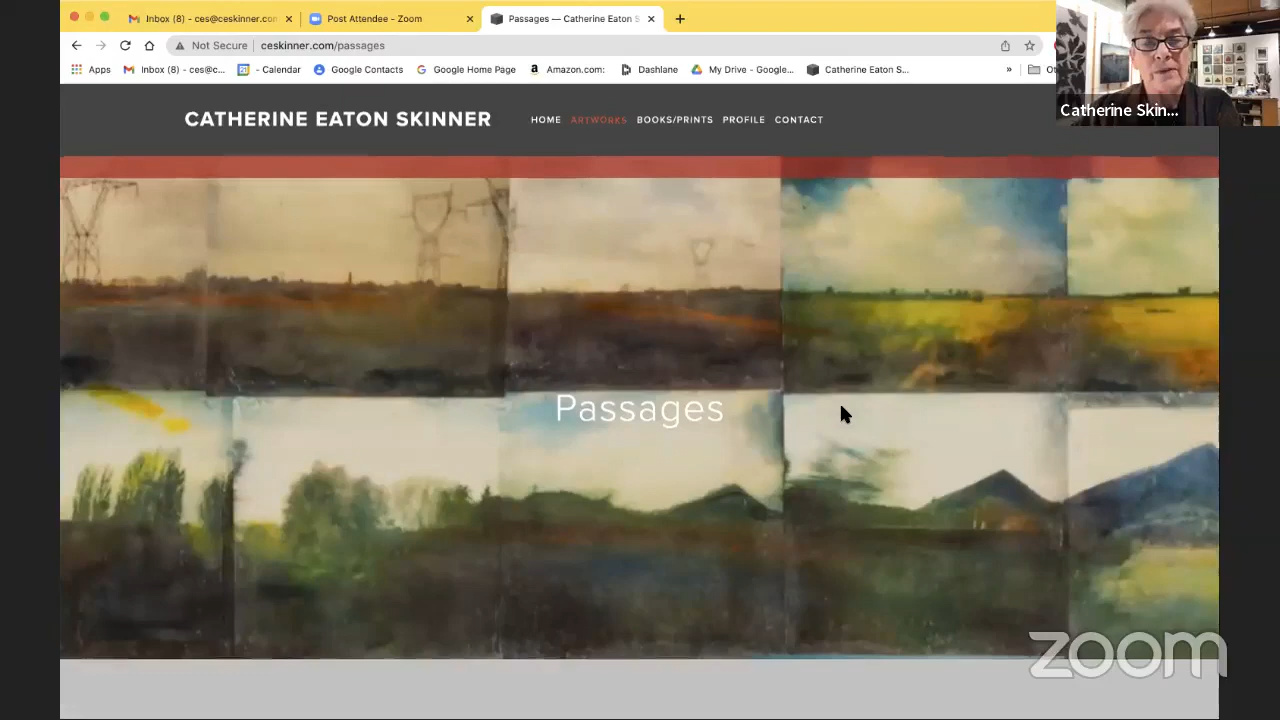 Inbox (8) - ces@ceskinner.con
Post Attendee - Zoom
Passages — Catherine Eaton S
Not Secure
ceskinner.com/passages
Apps
Inbox (8) - ces@c...
- Calendar
Google Contacts
Google Home Page
Amazon.com:
Dashlane
My Drive - Google...
Catherine Eaton S...
»
Ot
Catherine Skin...
CATHERINE EATON SKINNER
HOME ARTWORKS BOOKS/PRINTS PROFILE CONTACT
Passages
zoom